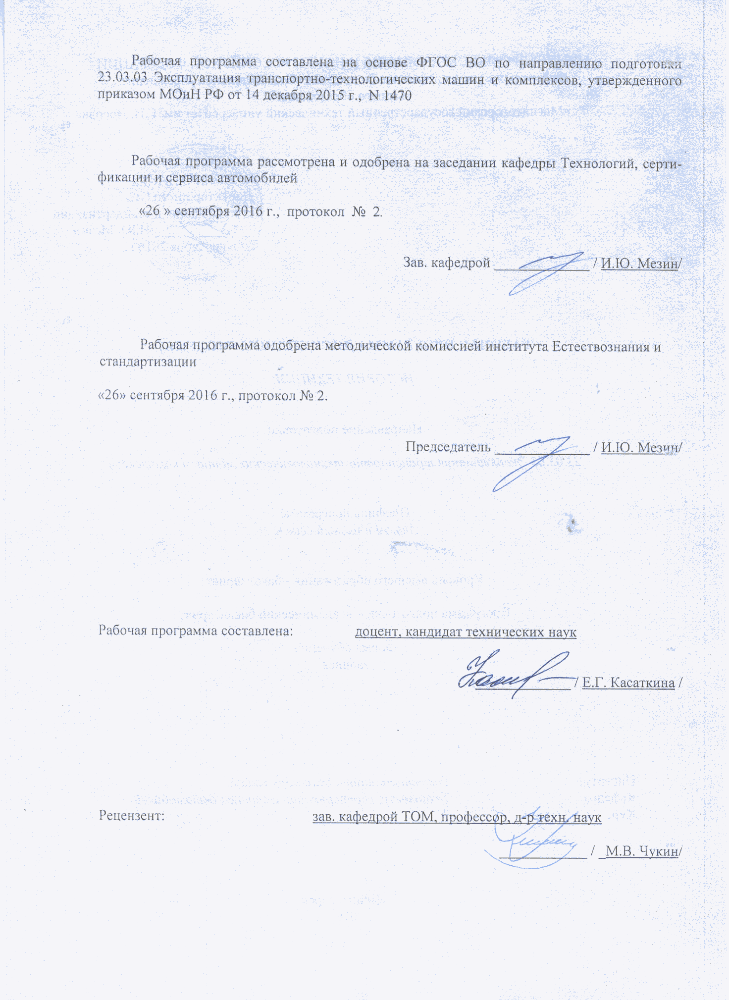 Рабочая программа составлена на основе ФГОС ВО по направлению подготовки
23.03.03 Эксплуатация транспортно-технологических машин и комплексов, утвержденного
приказом МОиН РФ от 14 декабря 2015 г., N 1470
Рабочая программа рассмотрена и одобрена на заседании кафедры Технологий, серти-
фикации и сервиса автомобилей
«26 » сентября 2016 г., протокол № 2.
Зав. кафедрой ____________ / И.Ю. Мезин/
Рабочая программа одобрена методической комиссией института Естествознания и
стандартизации
«26» сентября 2016 г., протокол № 2.
Председатель ____________ / И.Ю. Мезин/
Рабочая программа составлена: доцент, кандидат технических наук
____________ / Е.Г. Касаткина /
Рецензент: зав. кафедрой ТОМ, профессор, д-р техн. наук
____________ / _М.В. Чукин/